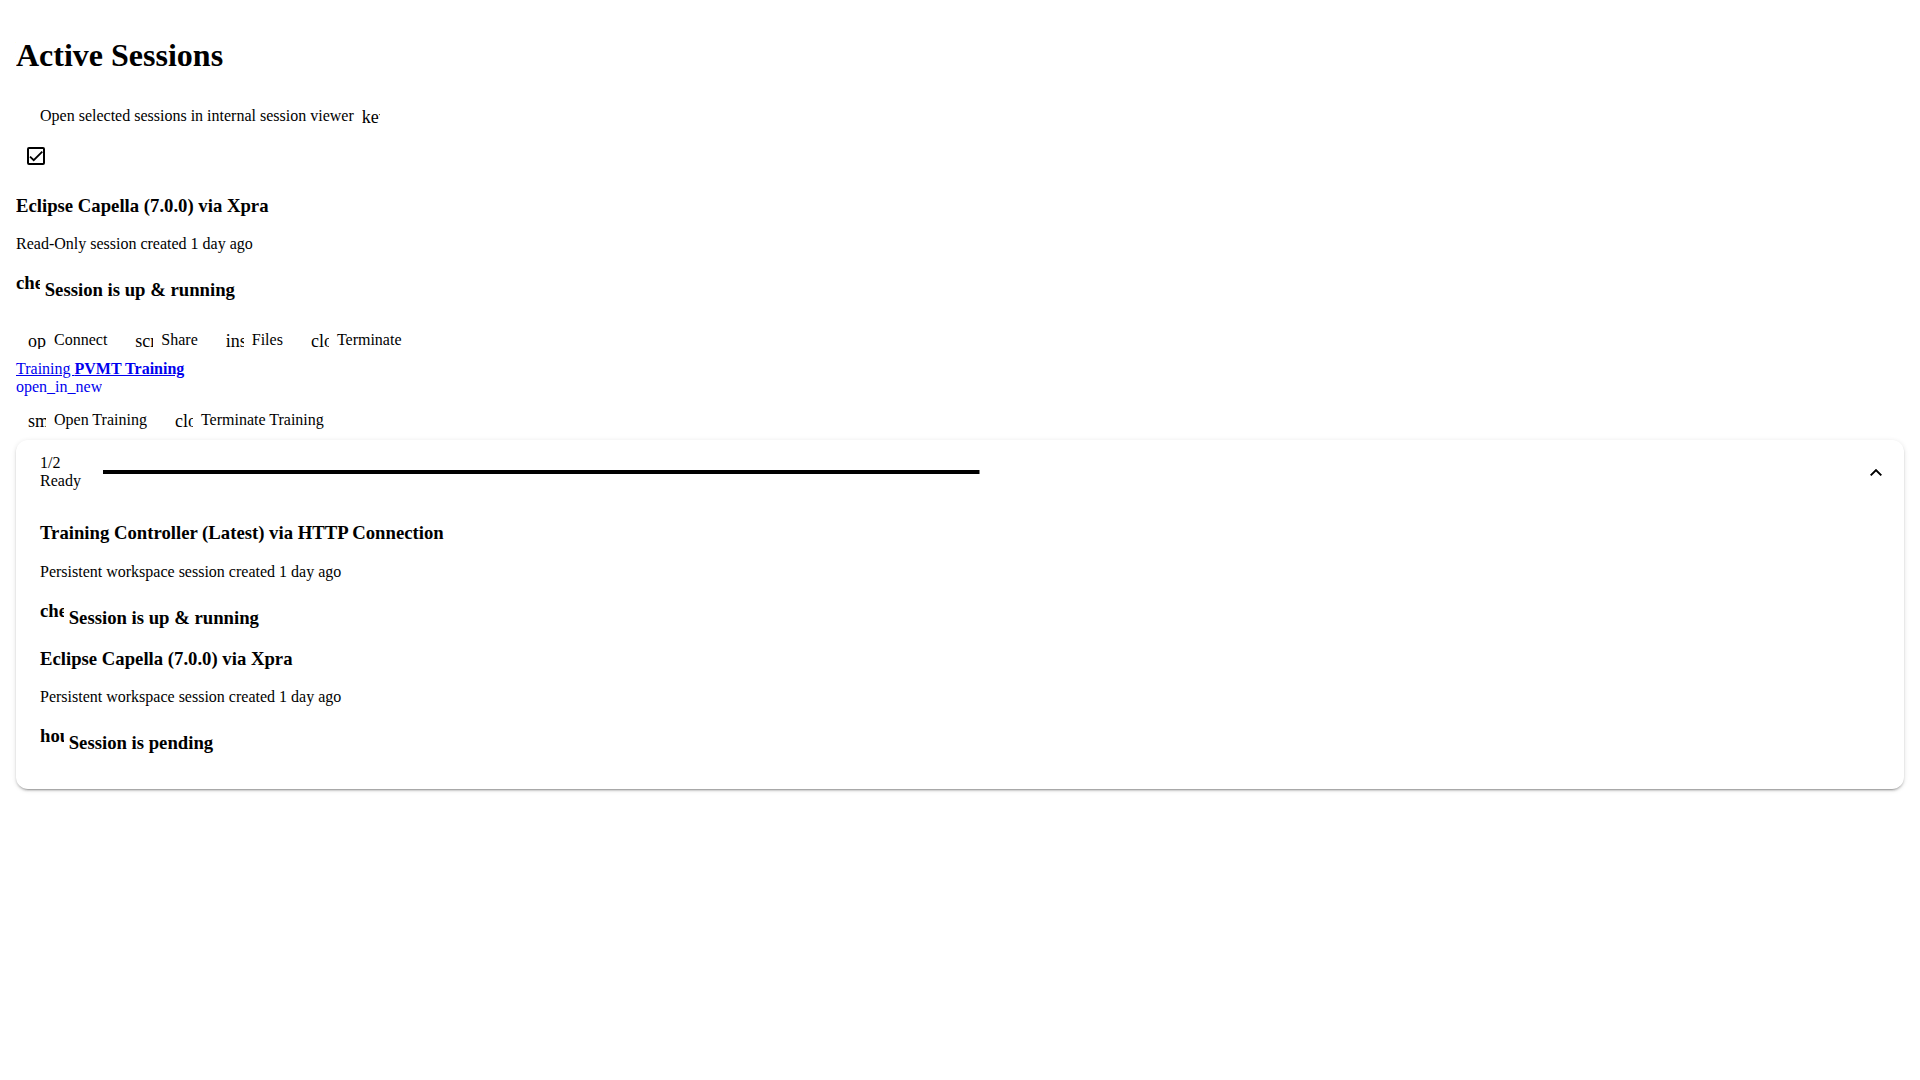 Active Sessions
Open selected sessions in internal session viewer ke
Eclipse Capella (7.0.0) via Xpra
Read-Only session created 1 day ago
che Session is up & running
op Connect scr Share ins Files clo Terminate
Training PVMT Training
open_in_new
sm Open Training clo Terminate Training
1/2
Ready
Training Controller (Latest) via HTTP Connection
Persistent workspace session created 1 day ago
che Session is up & running
Eclipse Capella (7.0.0) via Xpra
Persistent workspace session created 1 day ago
hou Session is pending